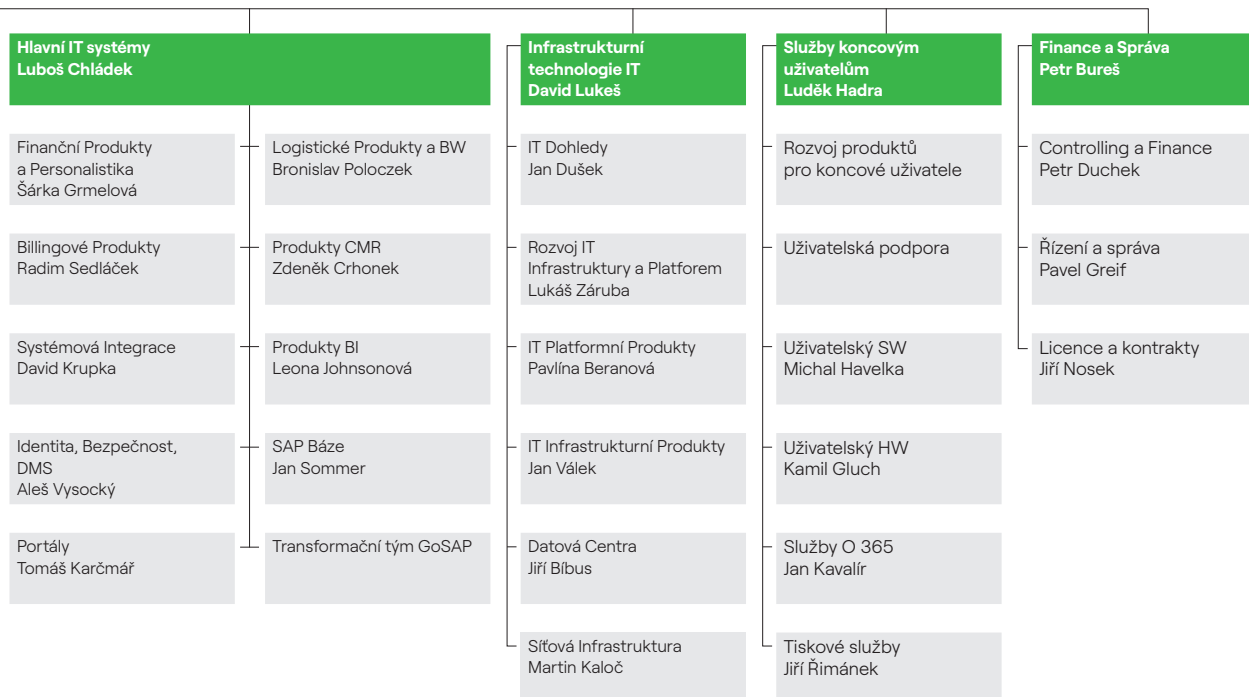 Hlavní IT systémy
Luboš Chládek
Finanční Produkty
a Personalistika
Šárka Grmelová
Logistické Produkty a BW
Bronislav Poloczek
Billingové Produkty
Radim Sedláček
Produkty CMR
Zdeněk Crhonek
Systémová Integrace
David Krupka
Produkty BI
Leona Johnsonová
Identita, Bezpečnost,
DMS
Aleš Vysocký
SAP Báze
Jan Sommer
Portály
Tomáš Karčmář
Transformační tým GoSAP
Infrastrukturní
technologie IT
David Lukeš
IT Dohledy
Jan Dušek
Rozvoj IT
Infrastruktury a Platforem
Lukáš Záruba
IT Platformní Produkty
Pavlína Beranová
IT Infrastrukturní Produkty
Jan Válek
Datová Centra
Jiří Bíbus
Síťová Infrastruktura
Martin Kaloč
Služby koncovým
uživatelům
Luděk Hadra
Rozvoj produktů
pro koncové uživatele
Uživatelská podpora
Uživatelský SW
Michal Havelka
Uživatelský HW
Kamil Gluch
Služby O 365
Jan Kavalír
Tiskové služby
Jiří Řimánek
Finance a Správa
Petr Bureš
Controlling a Finance
Petr Duchek
Řízení a správa
Pavel Greif
Licence a kontrakty
Jiří Nosek